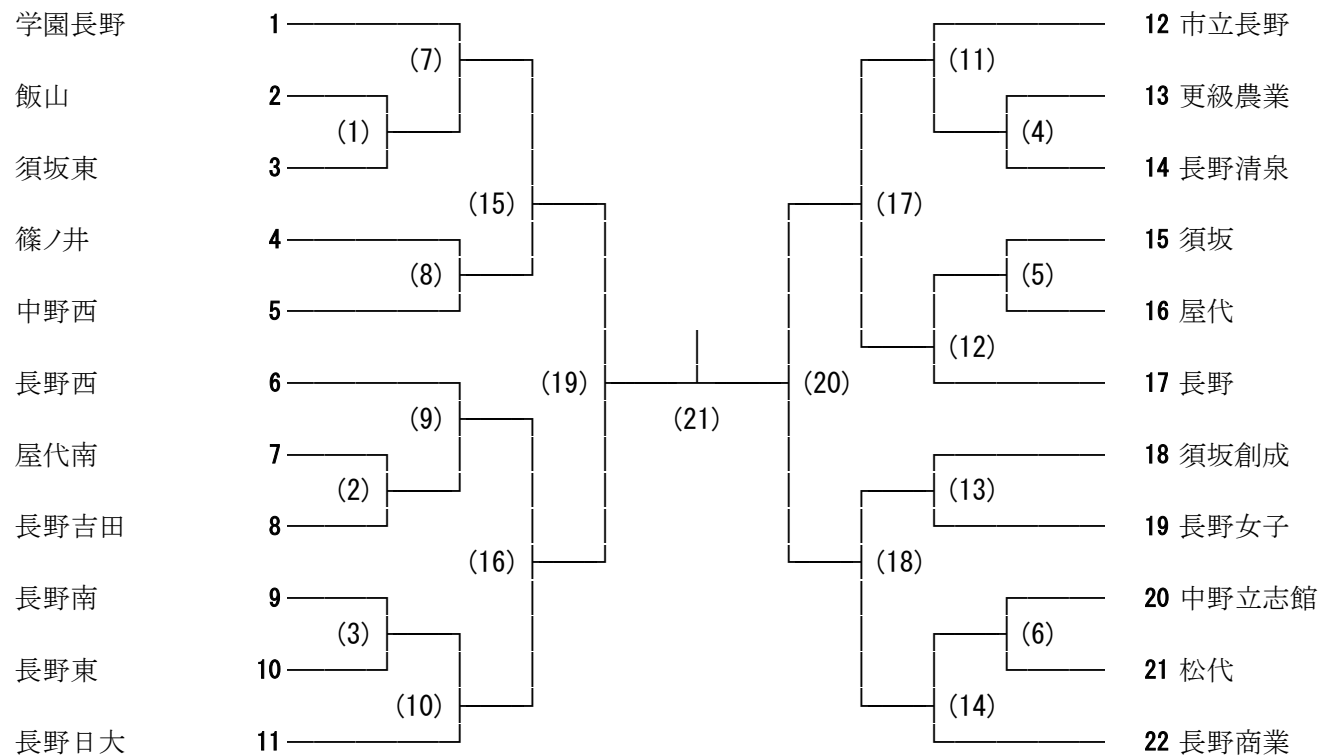 学園長野 1
(7)
飯山 2
(1)
須坂東 3
(15)
篠ノ井 4
(8)
中野西 5
長野西 6
(19)
(9)
屋代南 7
(2)
長野吉田 8
(16)
長野南 9
(3)
長野東 10
(10)
長野日大 11
(21)
12 市立長野
(11)
13 更級農業
(4)
14 長野清泉
(17)
15 須坂
(5)
16 屋代
(12)
(20)
17 長野
18 須坂創成
(13)
19 長野女子
(18)
20 中野立志館
(6)
21 松代
(14)
22 長野商業